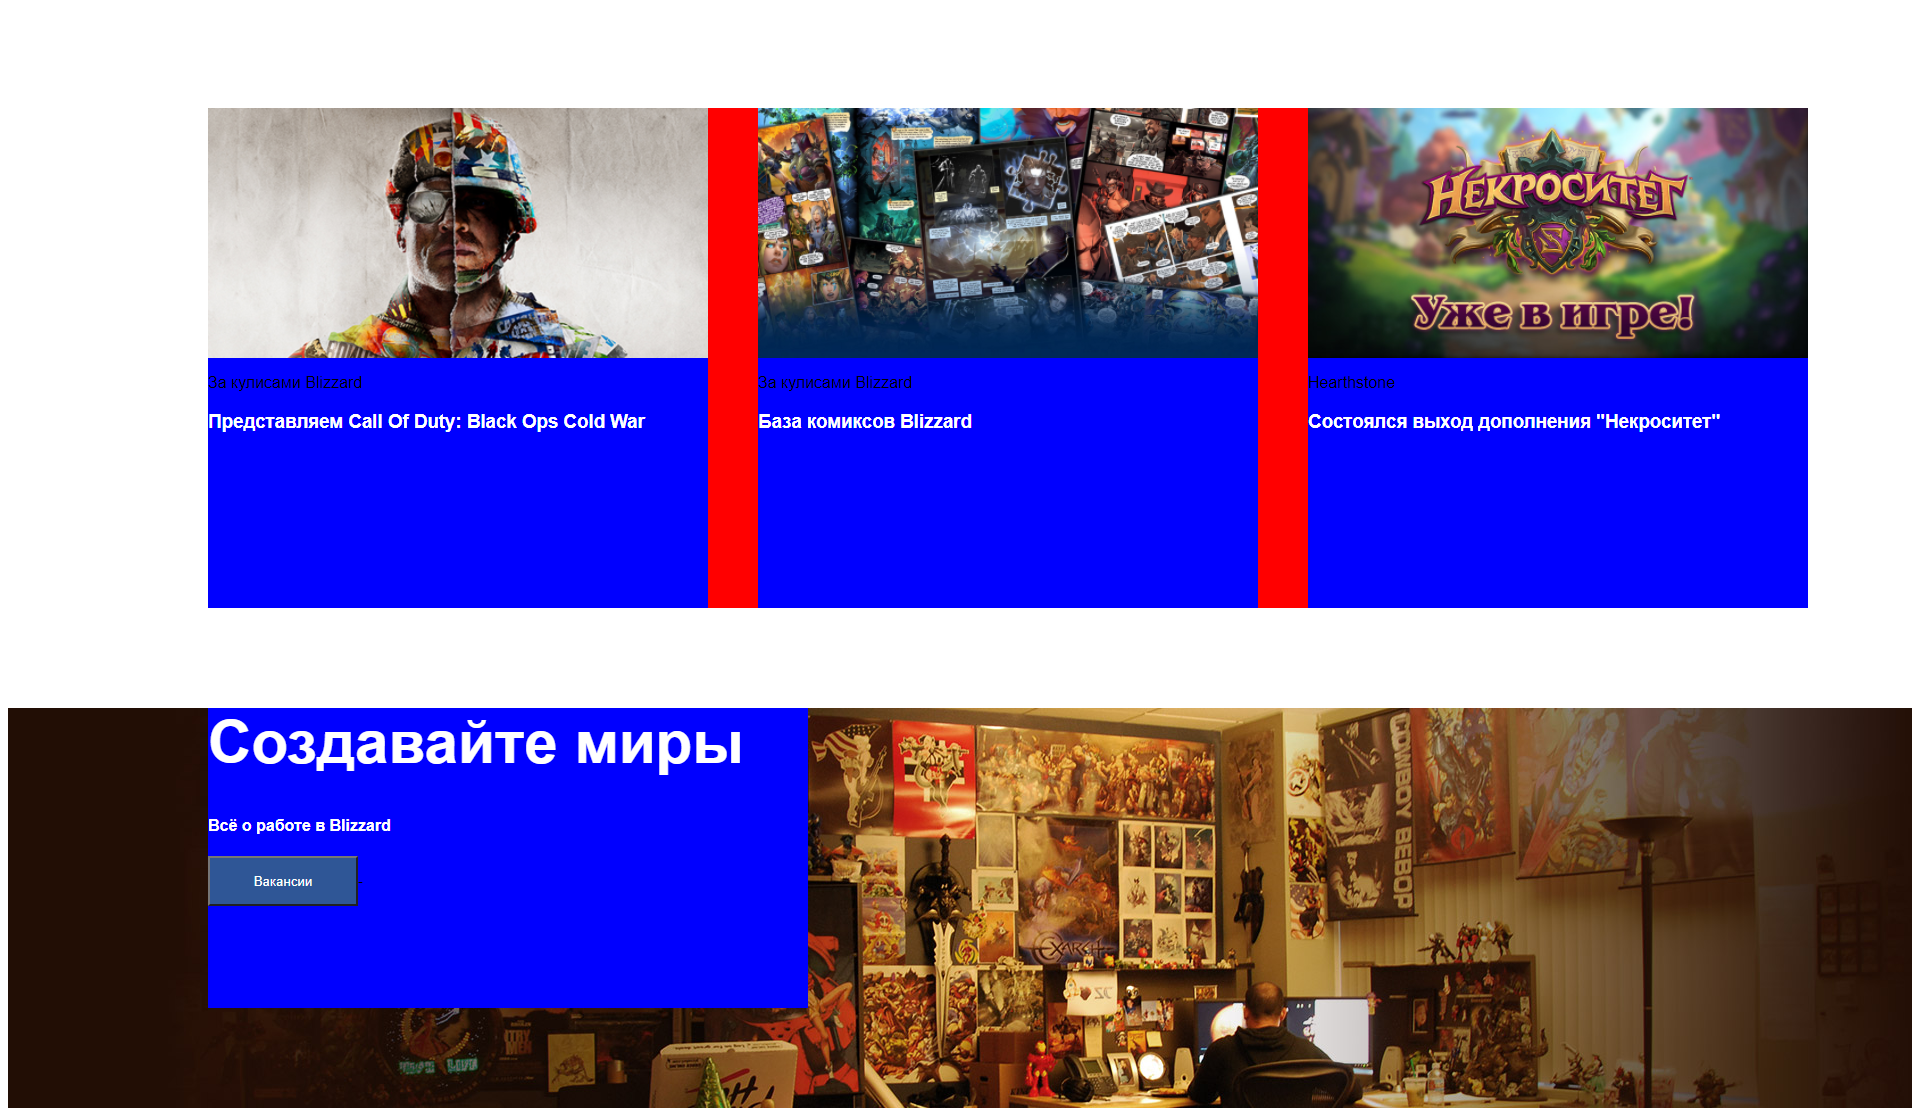 НЕКРОСИТЕТ
Уже в игре!
За кулисами Blizzard
За кулисами Blizzard
Hearthstone
Представляем Call Of Duty: Black Ops Cold War
База комиксов Blizzard
Состоялся выход дополнения "Некроситет"
Создавайте миры
COWBOY BEBOP
Всё о работе в Blizzard
Вакансии
EXARCH